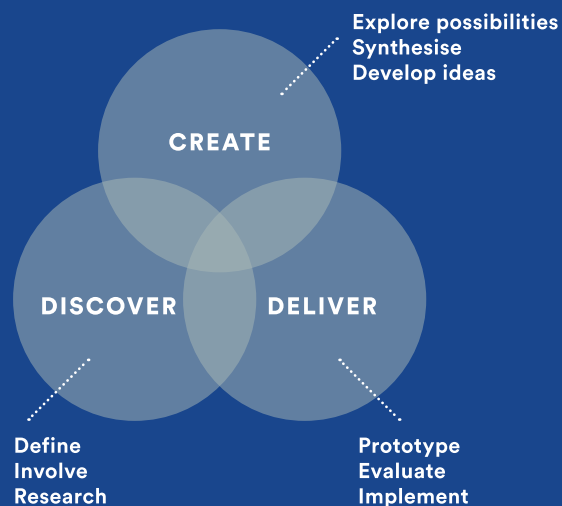 Explore possibilities
Synthesise
Develop ideas
CREATE
DISCOVER
DELIVER
Define
Involve
Research
Prototype
Evaluate
Implement